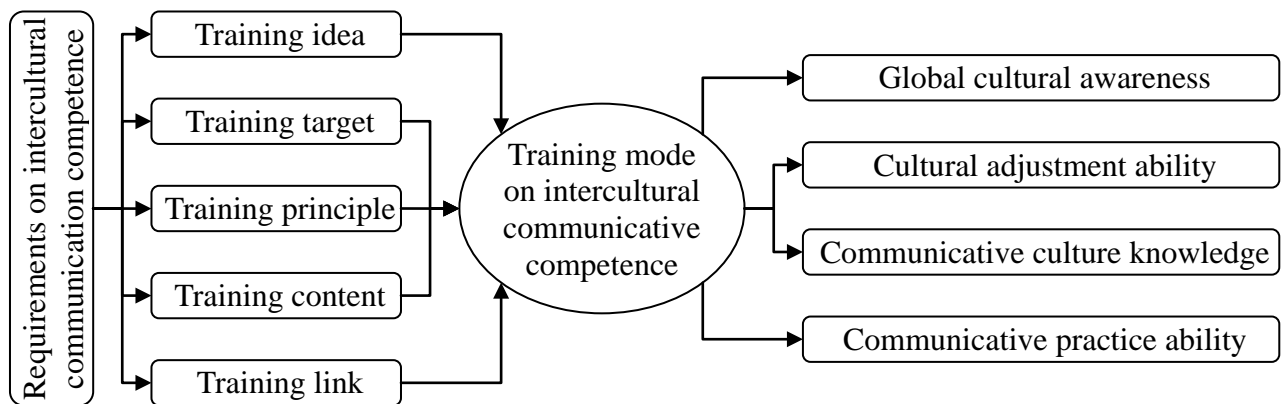 Requirements on intercultural
communication competence
Training idea
Training target
Training principle
Training content
Training link
Training mode
on intercultural
communicative
competence
Global cultural awareness
Cultural adjustment ability
Communicative culture knowledge
Communicative practice ability